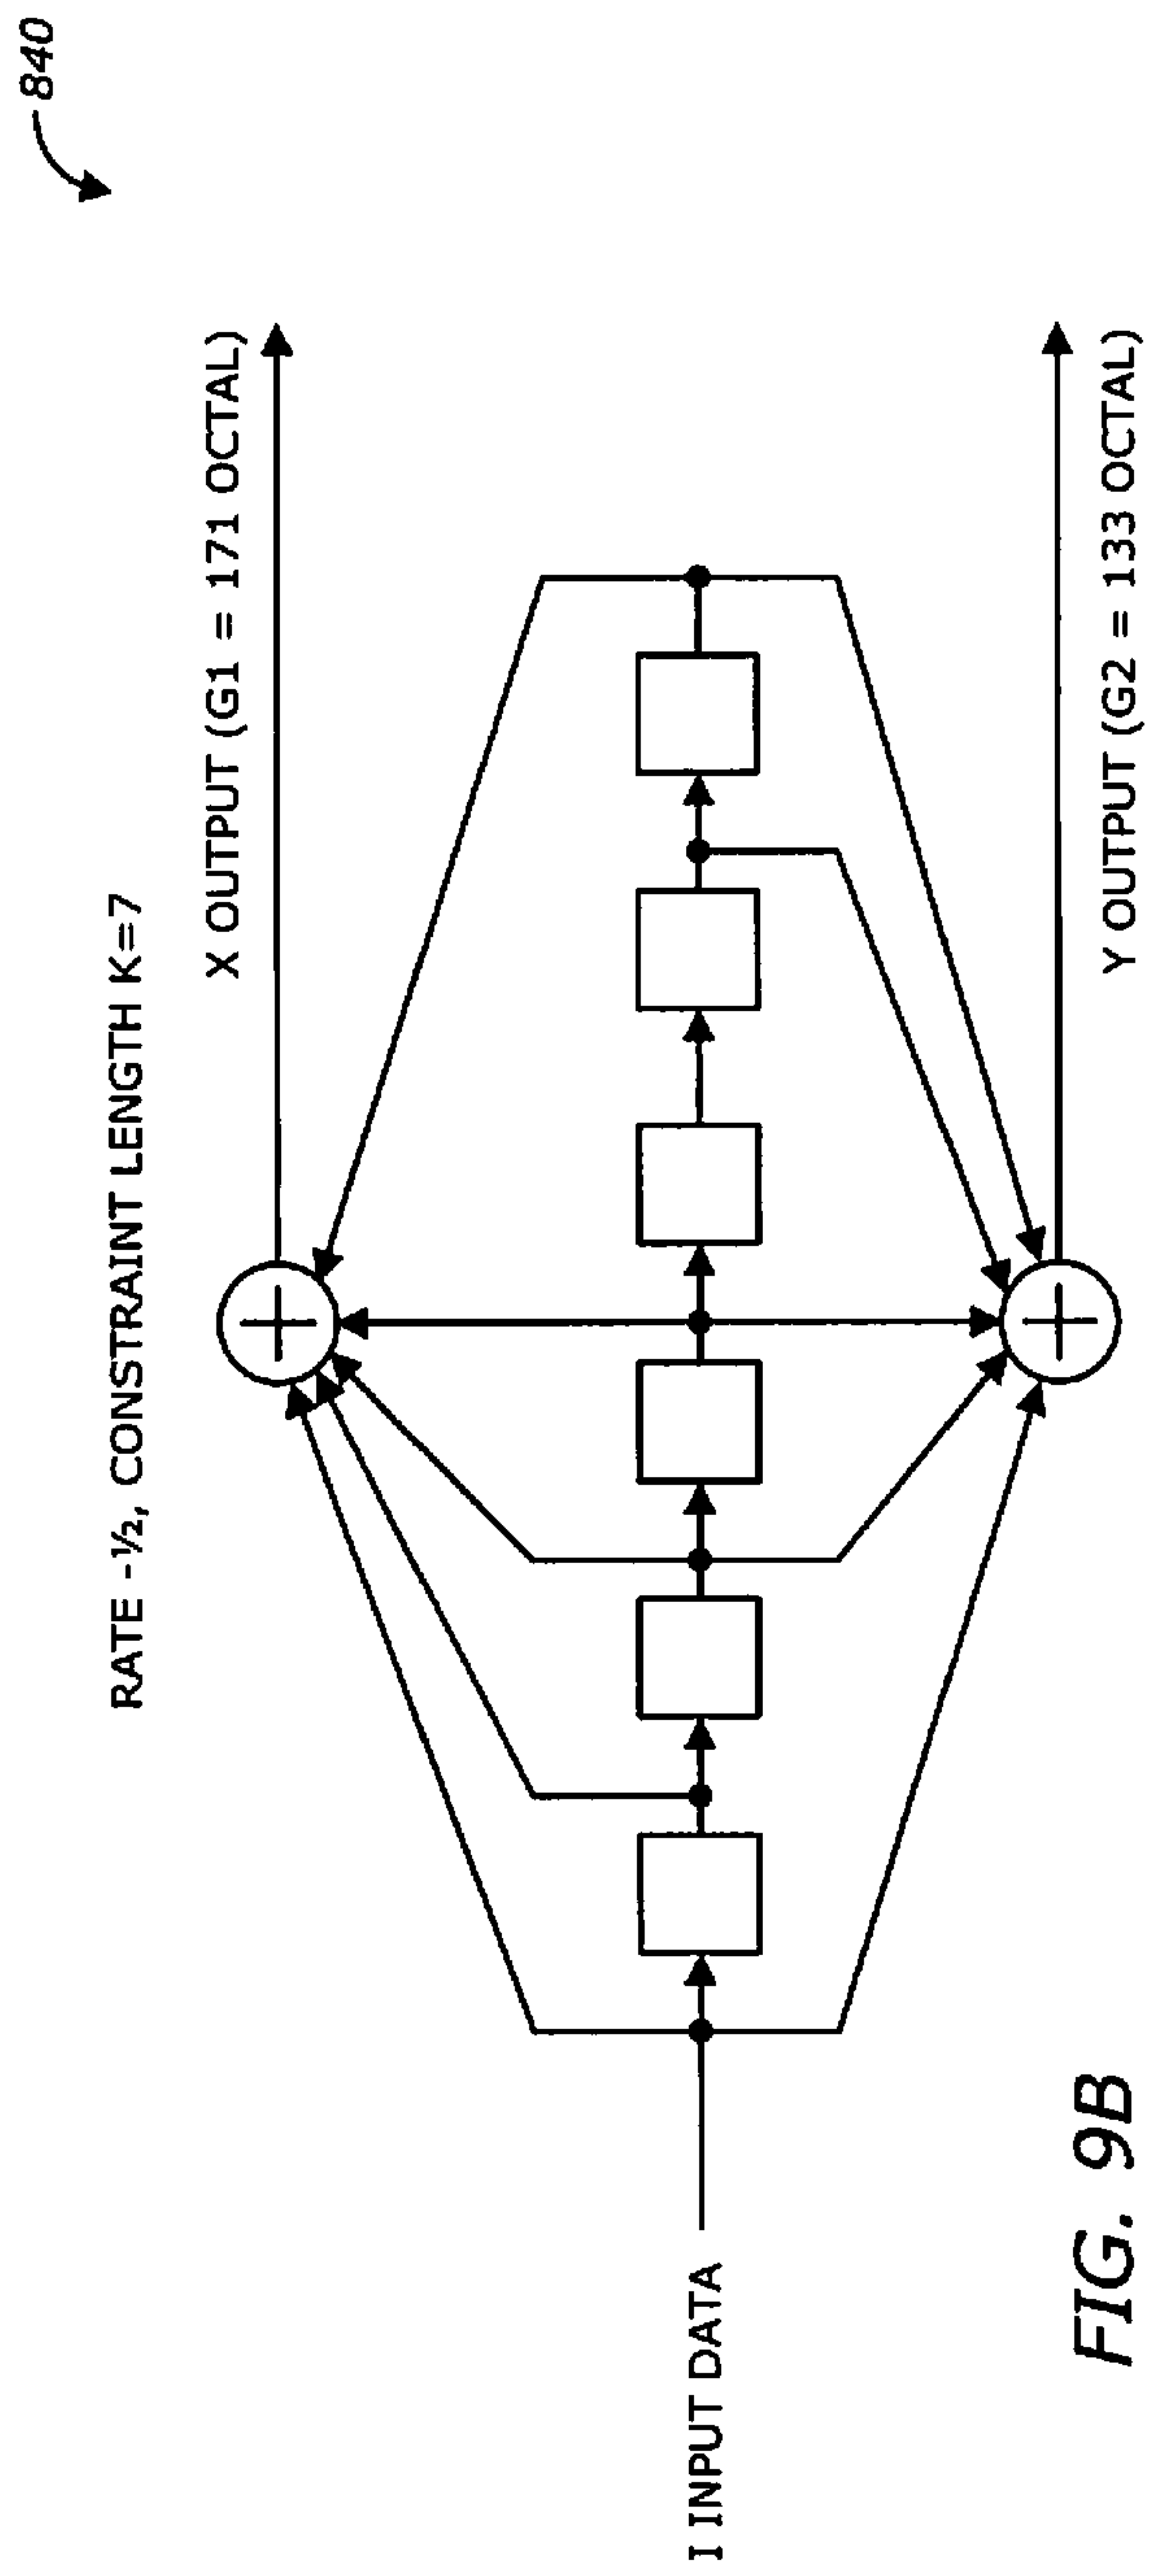 840
RATE -½, CONSTRAINT LENGTH K=7
X OUTPUT (G1 = 171 OCTAL)
I INPUT DATA
Y OUTPUT (G2 = 133 OCTAL)
FIG. 9B